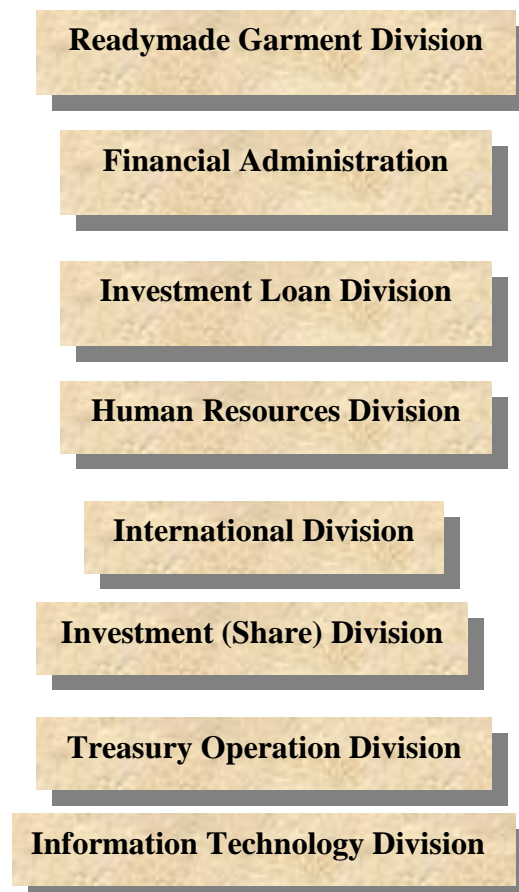 Readymade Garment Division
Financial Administration
Investment Loan Division
Human Resources Division
International Division
Investment (Share) Division
Treasury Operation Division
Information Technology Division